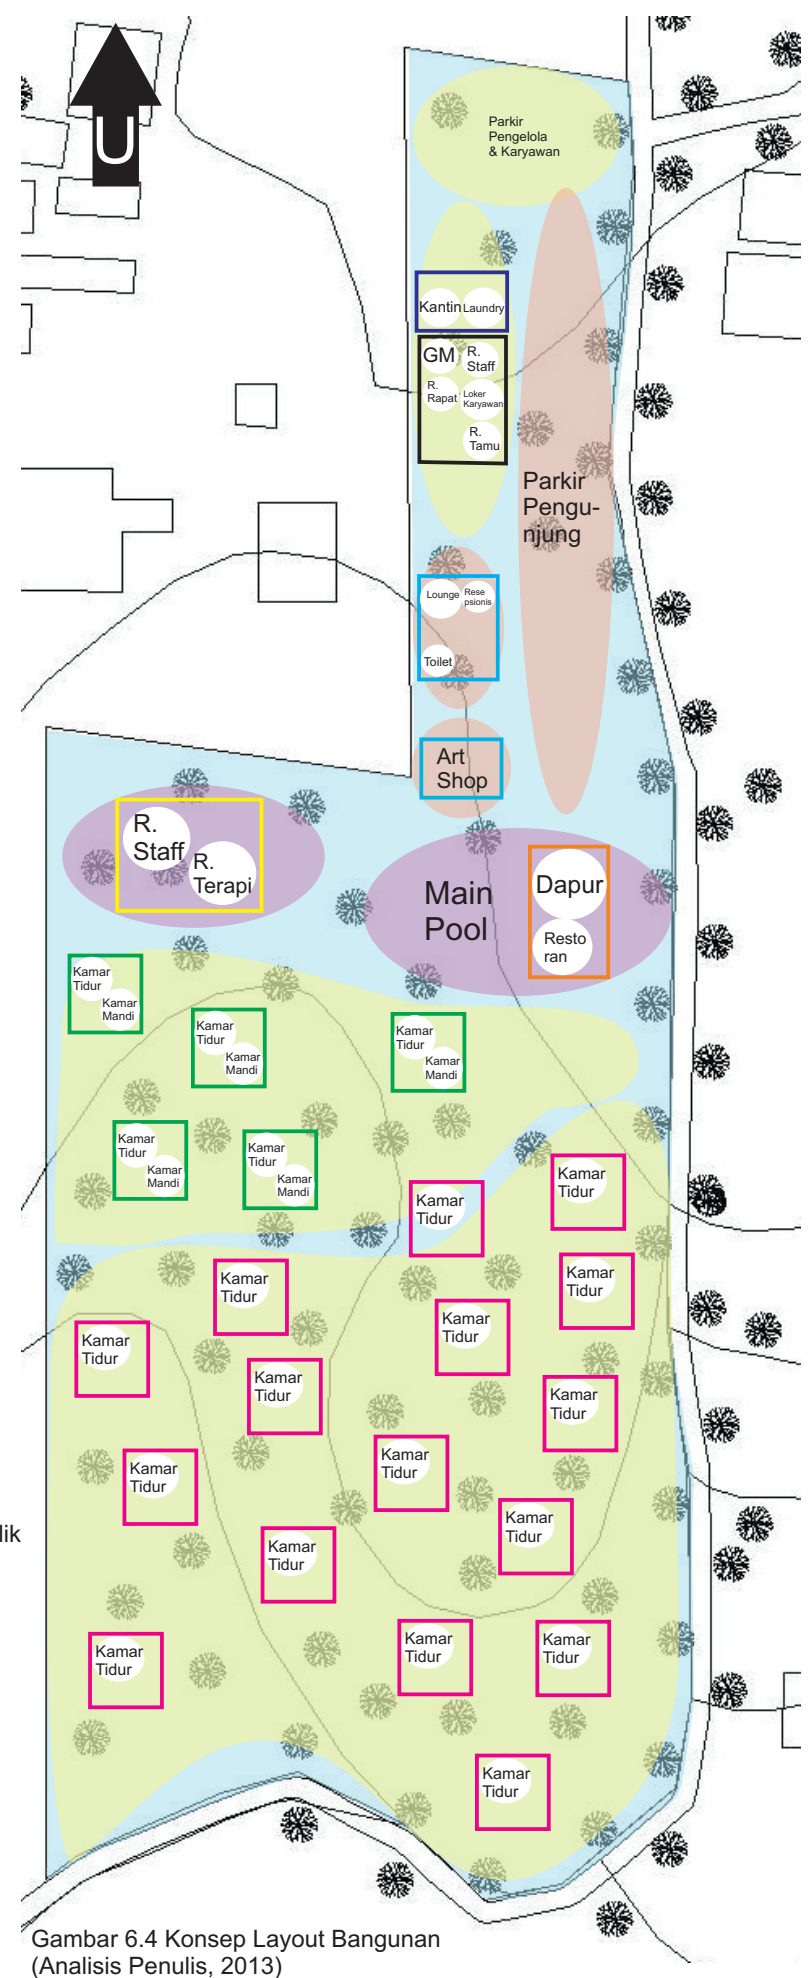 U
Parkir
Pengelola
& Karyawan
Kantin
Laundry
GM
R.
Staff
R.
Rapat
Loker
Karyawan
R.
Tamu
Parkir
Pengu-
njung
Lounge
Rese
psionis
Toilet
Art
Shop
R.
Staff
R.
Terapi
Main
Pool
Dapur
Resto
ran
Kamar
Tidur
Kamar
Mandi
Kamar
Tidur
Kamar
Mandi
Kamar
Tidur
Kamar
Mandi
Kamar
Tidur
Kamar
Mandi
Kamar
Tidur
Kamar
Mandi
Kamar
Tidur
Kamar
Tidur
Kamar
Tidur
Kamar
Tidur
Kamar
Tidur
Kamar
Tidur
Kamar
Tidur
Kamar
Tidur
Kamar
Tidur
Kamar
Tidur
Kamar
Tidur
lik
Kamar
Tidur
Kamar
Tidur
Kamar
Tidur
Kamar
Tidur
Kamar
Tidur
Gambar 6.4 Konsep Layout Bangunan
(Analisis Penulis, 2013)